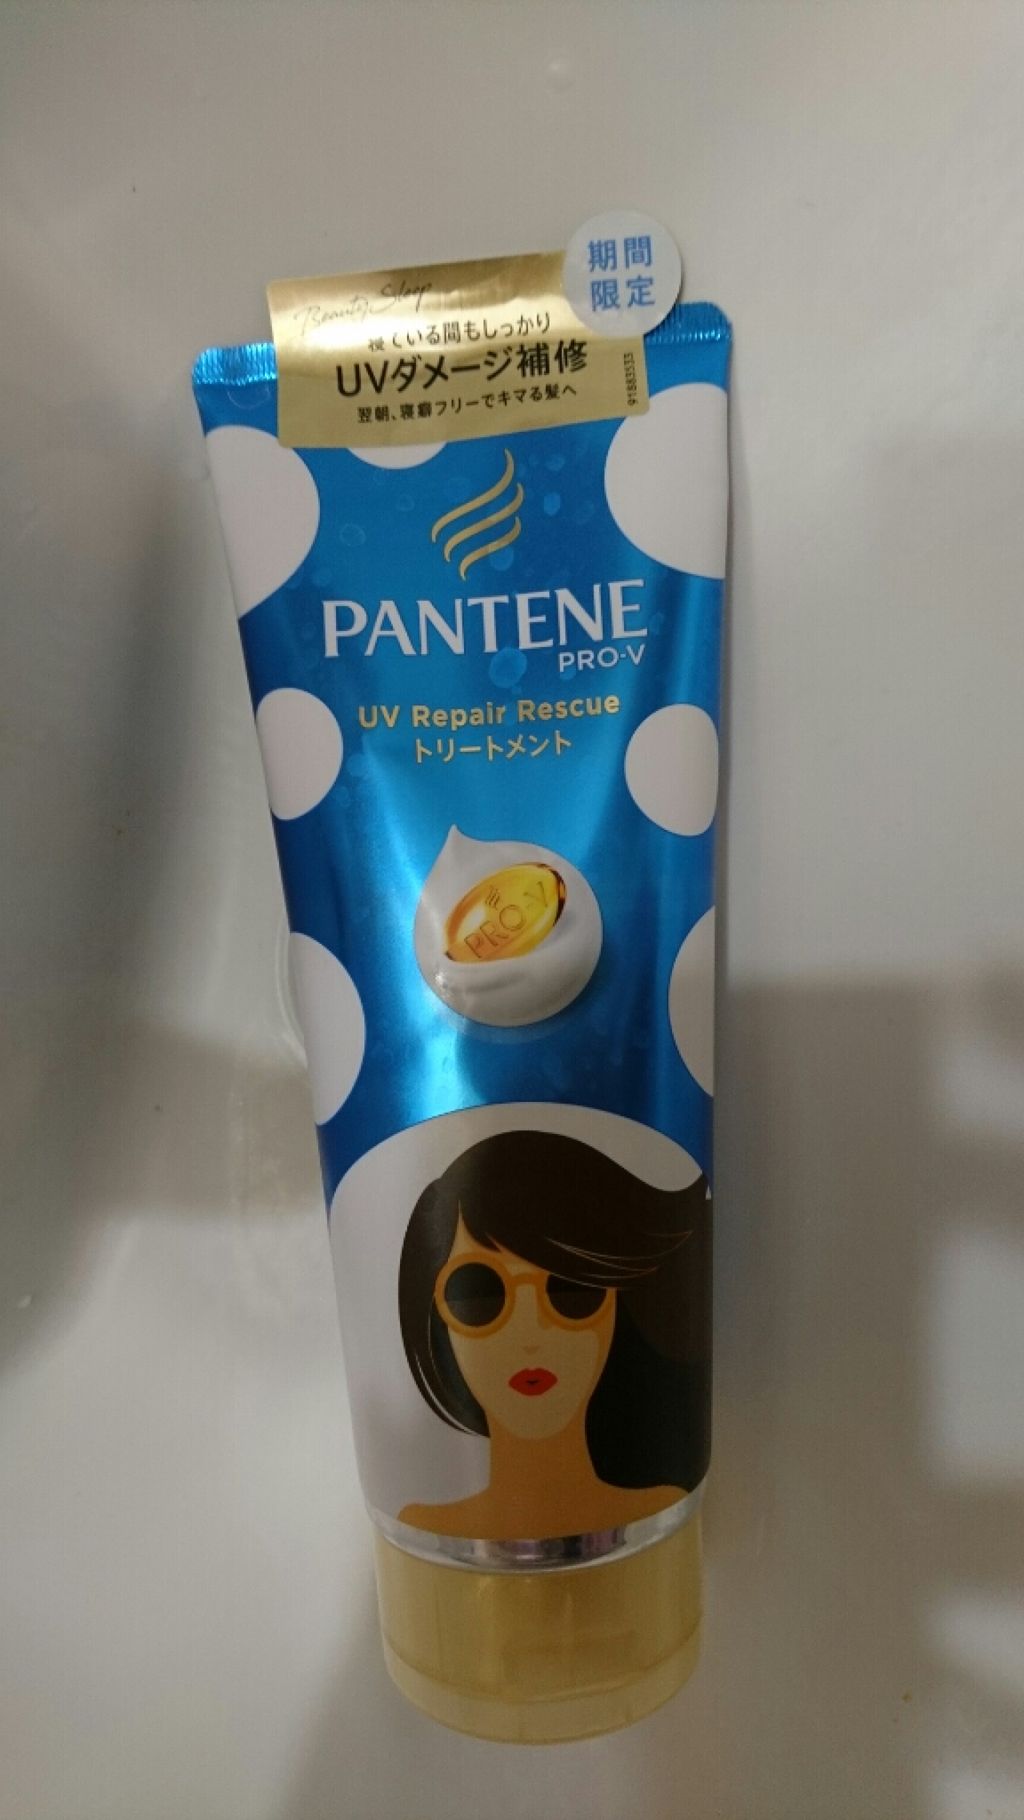 期間
限定
Beauty Sleep
寝ている間もしっかり
UVダメージ補修
翌朝、寝癖フリーでキマる髪へ
91883533
PANTENE
PRO-V
UV Repair Rescue
トリートメント
PRO-V